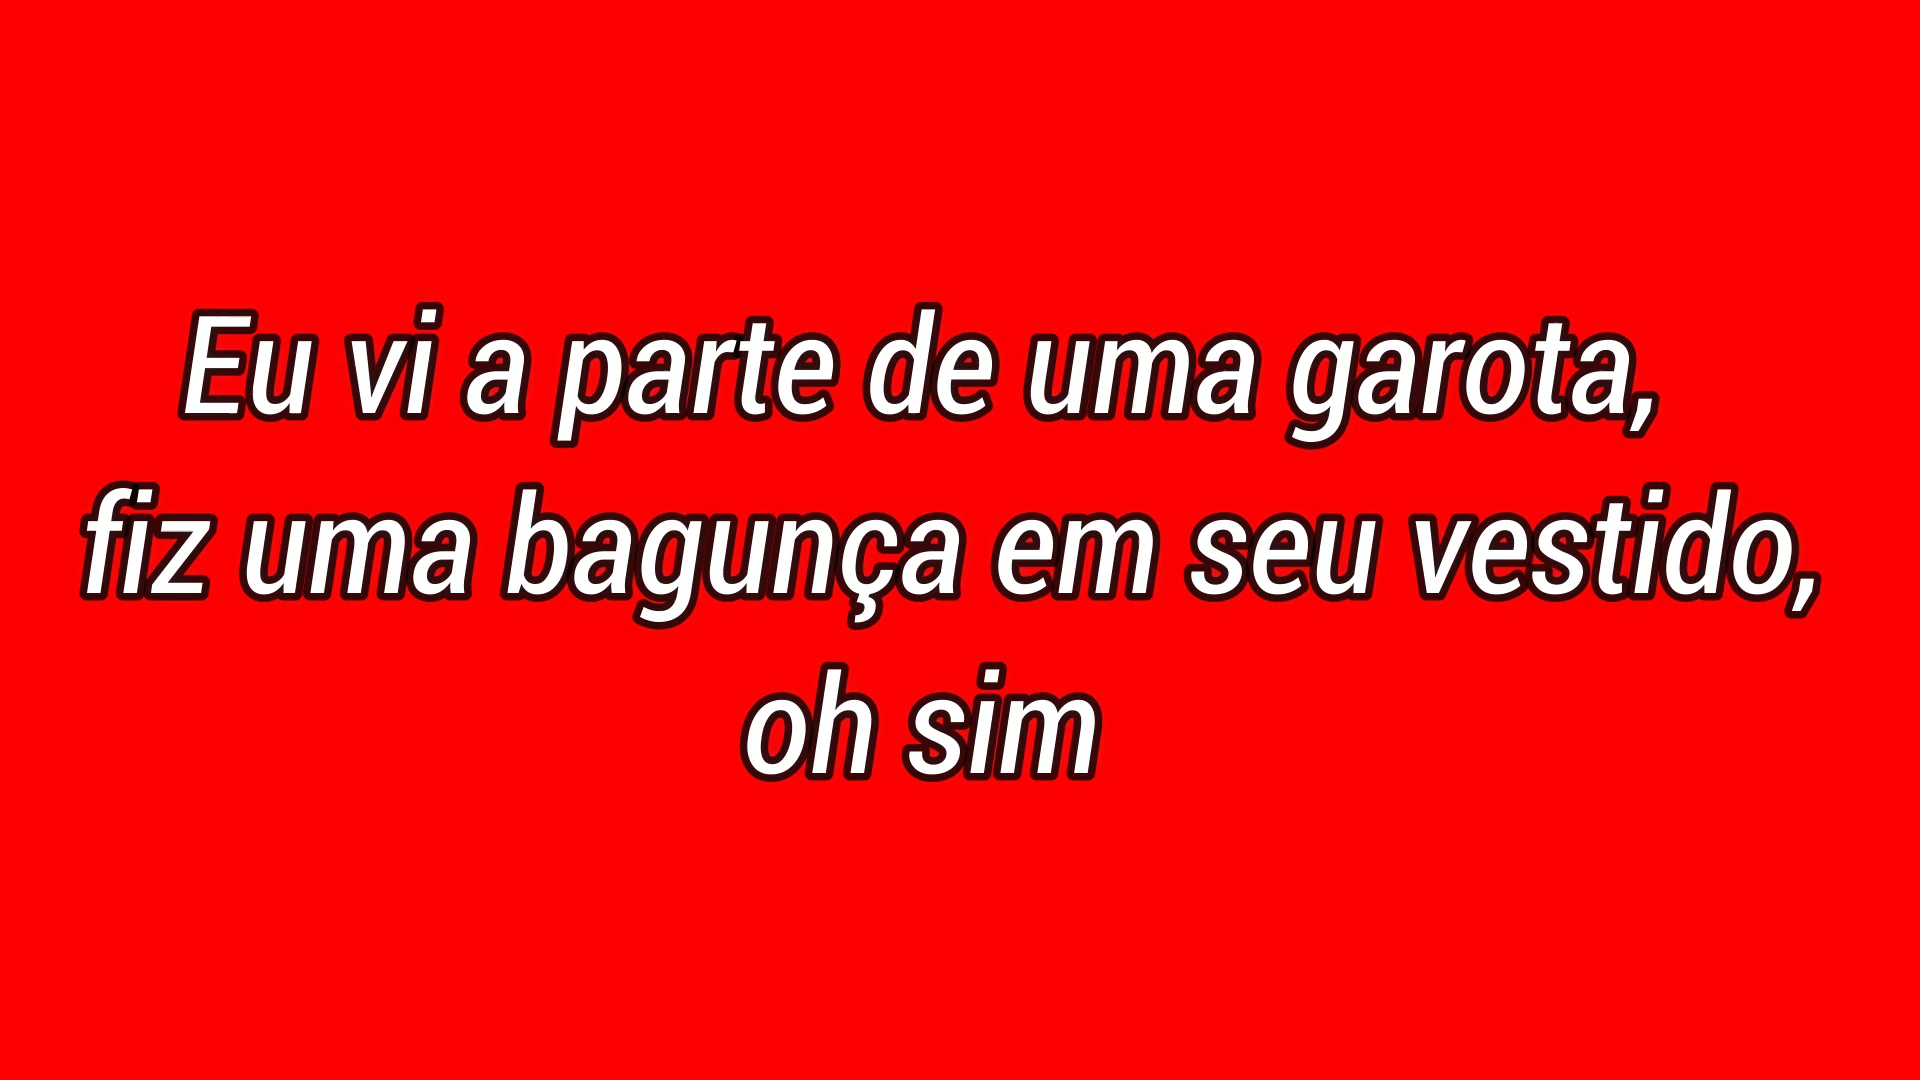 Eu vi a parte de uma garota,
fiz uma bagunça em seu vestido,
oh sim